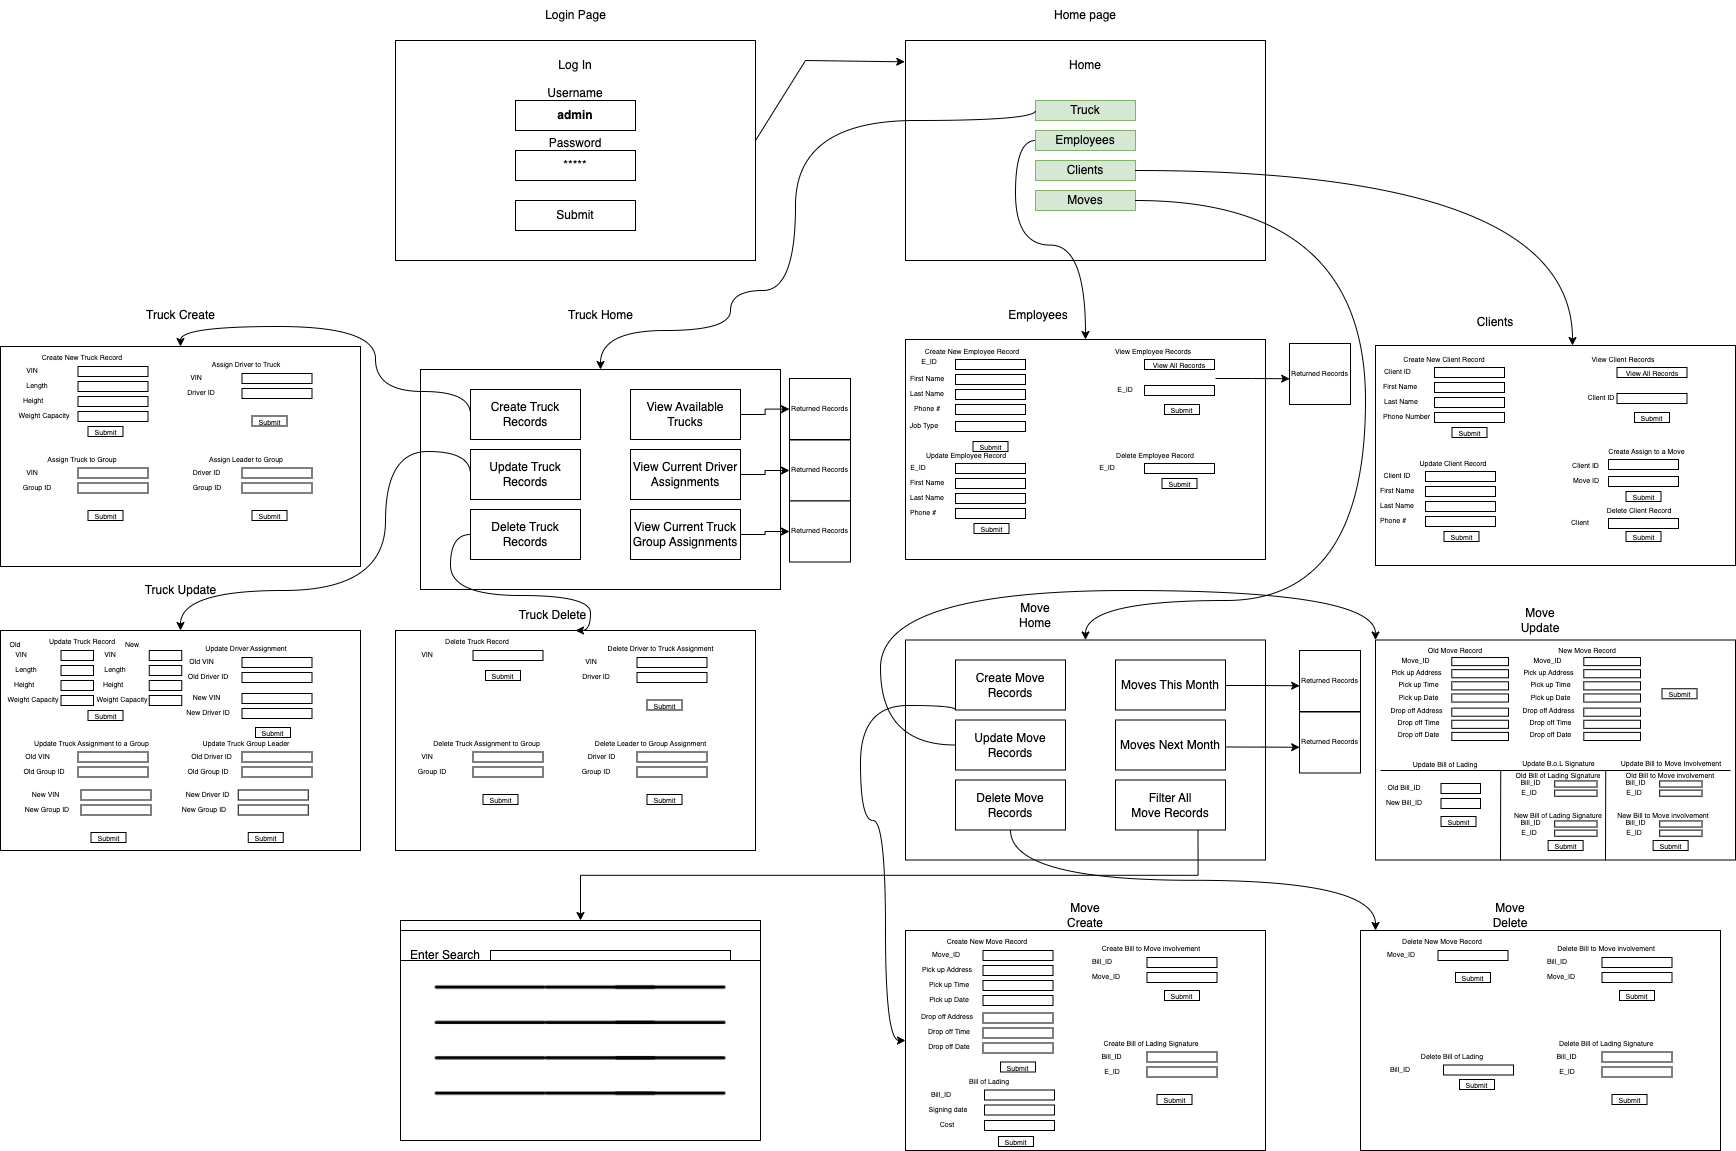 Login Page
Log In
Username
admin
Password
*****
Submit
Home page
Home
Truck
Employees
Clients
Moves
Truck Create
Create New Truck Record
VIN
Length
Height
Weight Capacity
Submit
Assign Driver to Truck
VIN
Driver ID
Submit
Assign Truck to Group
VIN
Group ID
Submit
Assign Leader to Group
Driver ID
Group ID
Submit
Truck Home
Create Truck
Records
Update Truck
Records
Delete Truck
Records
View Available
Trucks
View Current Driver
Assignments
View Current Truck
Group Assignments
Returned Records
Returned Records
Returned Records
Employees
Create New Employee Record
E_ID
First Name
Last Name
Phone #
Job Type
Submit
Update Employee Record
E_ID
First Name
Last Name
Phone #
Submit
View Employee Records
View All Records
E_ID
Submit
Delete Employee Record
E_ID
Submit
Returned Records
Clients
Create New Client Record
Client ID
First Name
Last Name
Phone Number
Submit
Update Client Record
Client ID
First Name
Last Name
Phone #
Submit
View Client Records
View All Records
Client ID
Submit
Create Assign to a Move
Client ID
Move ID
Submit
Delete Client Record
Client
Submit
Truck Update
Old
Update Truck Record
New
VIN
VIN
Length
Length
Height
Height
Weight Capacity
Weight Capacity
Submit
Update Driver Assignment
Old VIN
Old Driver ID
New VIN
New Driver ID
Submit
Update Truck Assignment to a Group
Old VIN
Old Group ID
New VIN
New Group ID
Submit
Update Truck Group Leader
Old Driver ID
Old Group ID
New Driver ID
New Group ID
Submit
Truck Delete
Delete Truck Record
VIN
Submit
Delete Driver to Truck Assignment
VIN
Driver ID
Submit
Delete Truck Assignment to Group
VIN
Group ID
Submit
Delete Leader to Group Assignment
Driver ID
Group ID
Submit
Move
Home
Create Move
Records
Update Move
Records
Delete Move
Records
Moves This Month
Moves Next Month
Filter All
Move Records
Returned Records
Returned Records
Move
Update
Old Move Record
Move_ID
Pick up Address
Pick up Time
Pick up Date
Drop off Address
Drop off Time
Drop off Date
New Move Record
Move_ID
Pick up Address
Pick up Time
Pick up Date
Drop off Address
Drop off Time
Drop off Date
Submit
Update Bill of Lading
Old Bill_ID
New Bill_ID
Submit
Update B.o.L Signature
Old Bill of Lading Signature
Bill_ID
E_ID
New Bill of Lading Signature
Bill_ID
E_ID
Submit
Update Bill to Move Involvement
Old Bill to Move involvement
Bill_ID
E_ID
New Bill to Move involvement
Bill_ID
E_ID
Submit
Enter Search
Move
Create
Create New Move Record
Move_ID
Pick up Address
Pick up Time
Pick up Date
Drop off Address
Drop off Time
Drop off Date
Submit
Bill of Lading
Bill_ID
Signing date
Cost
Submit
Create Bill to Move involvement
Bill_ID
Move_ID
Submit
Create Bill of Lading Signature
Bill_ID
E_ID
Submit
Move
Delete
Delete New Move Record
Move_ID
Submit
Delete Bill to Move involvement
Bill_ID
Move_ID
Submit
Delete Bill of Lading
Bill_ID
Submit
Delete Bill of Lading Signature
Bill_ID
E_ID
Submit